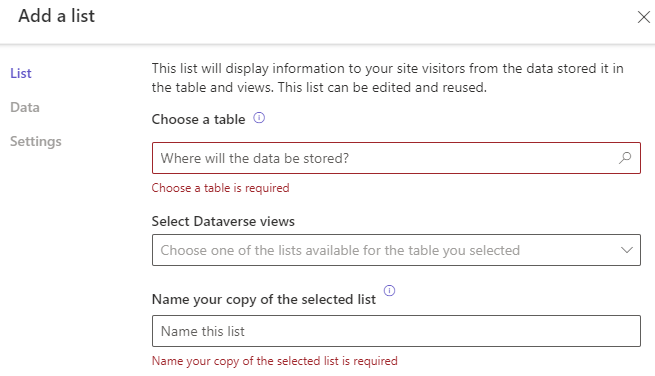 Add a list
List
Data
Settings
This list will display information to your site visitors from the data stored it in
the table and views. This list can be edited and reused.
Choose a table
Where will the data be stored?
Choose a table is required
Select Dataverse views
Choose one of the lists available for the table you selected
Name your copy of the selected list
Name this list
Name your copy of the selected list is required